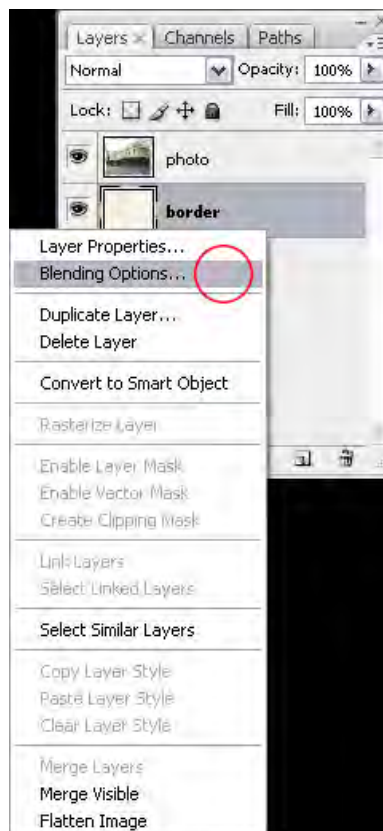 Layers × Channels Paths
Normal Opacity: 100%
Lock: Fill: 100%
photo
border
Layer Properties...
Blending Options...
Duplicate Layer...
Delete Layer
Convert to Smart Object
Rasterize Layer
Enable Layer Mask
Enable Vector Mask
Create Clipping Mask
Link Layers
Select Linked Layers
Select Similar Layers
Copy Layer Style
Paste Layer Style
Clear Layer Style
Merge Layers
Merge Visible
Flatten Image